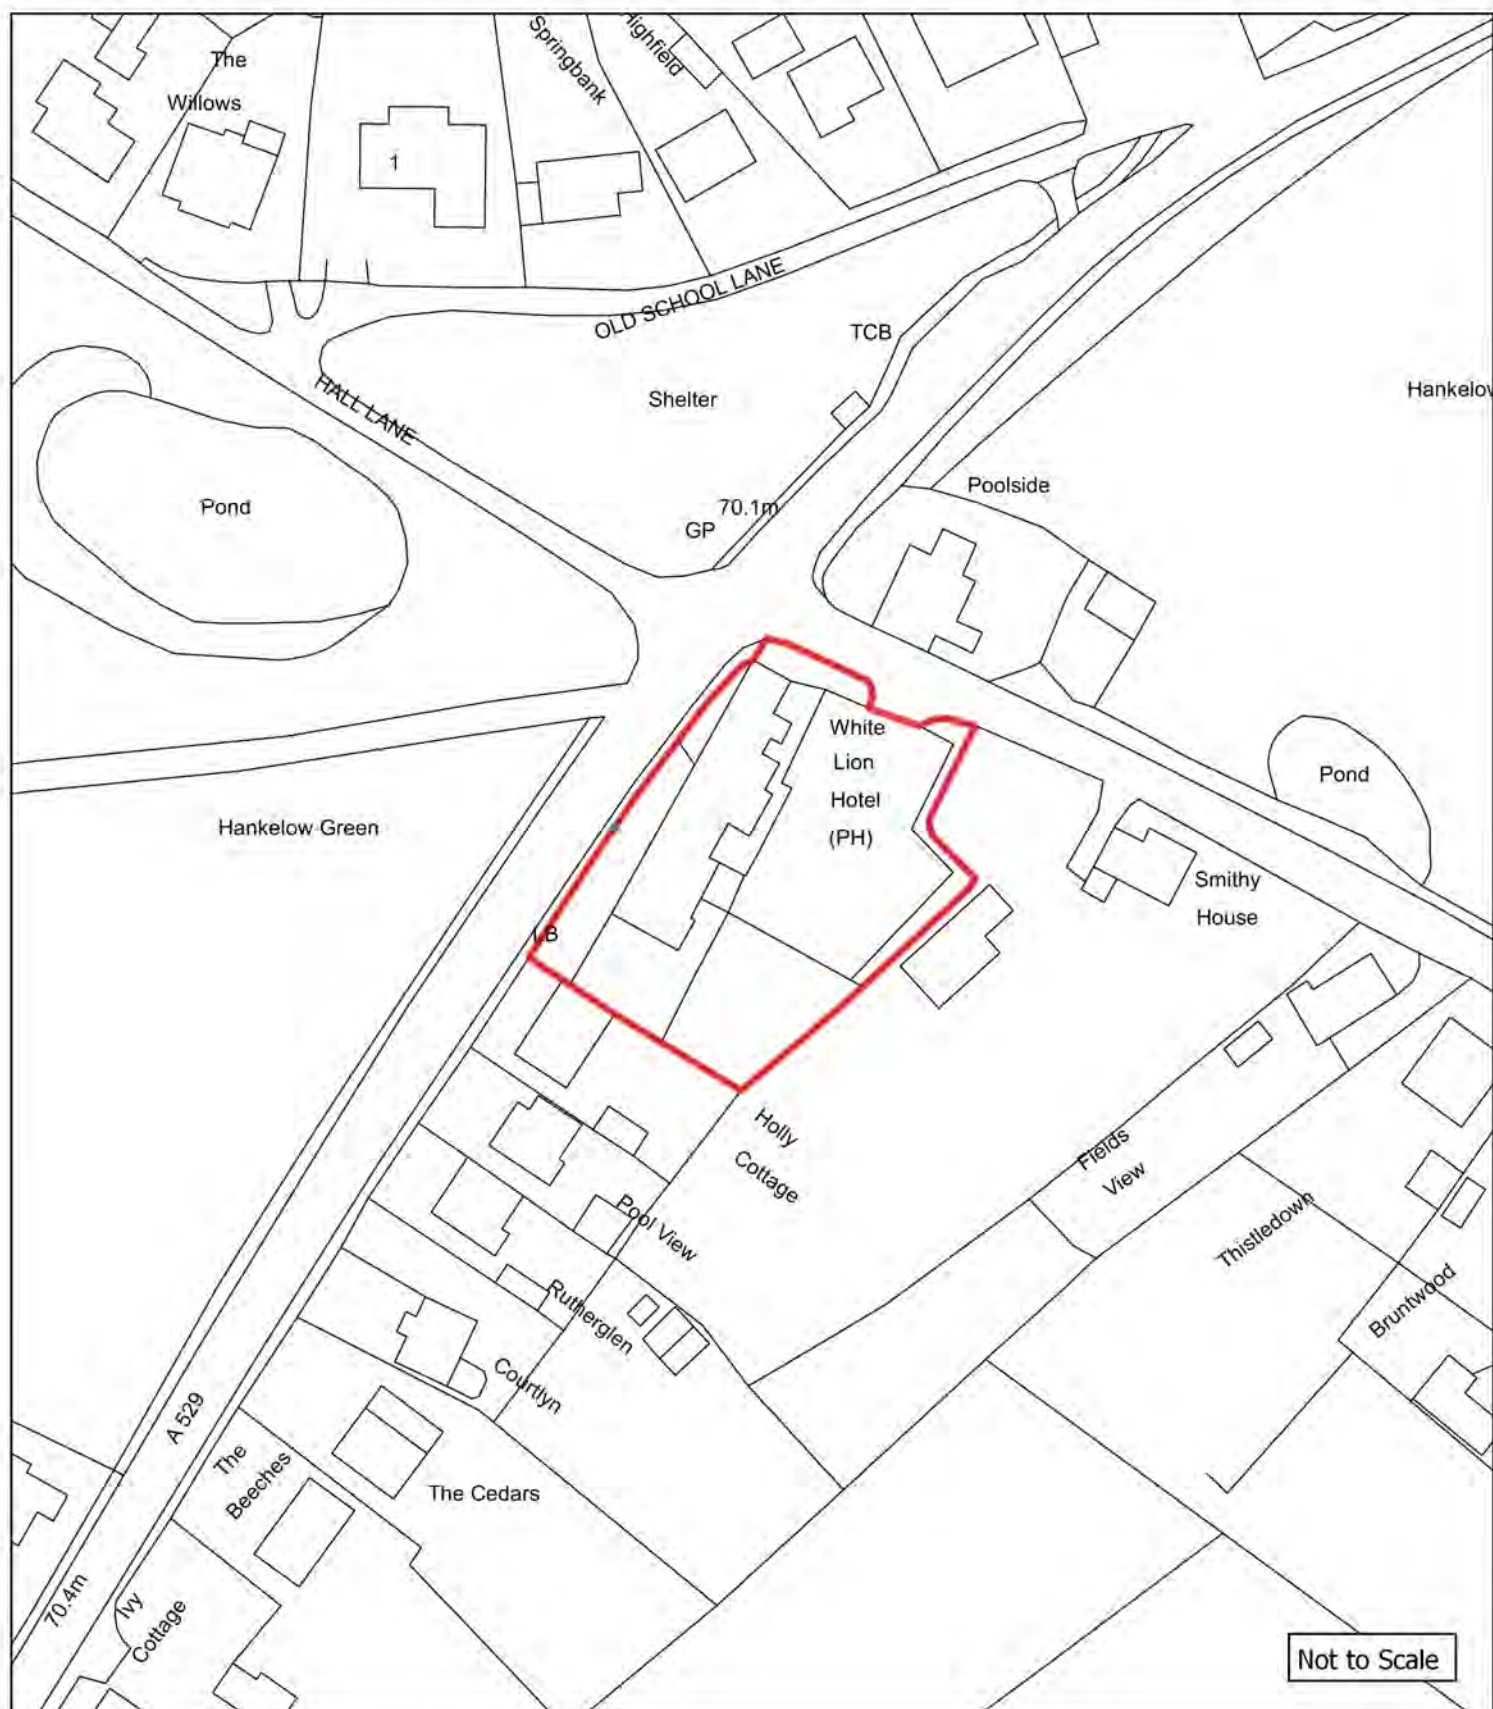 The
Willows
Springbank
Highfield
1
OLD SCHOOL LANE
TCB
HALL LANE
Shelter
Pond
GP
70.1m
Poolside
White
Lion
Hotel
(PH)
Pond
Hankelow Green
Smithy
House
LB
Holly
Cottage
Fields
View
Pool View
Thistledown
Rutherglen
Bruntwood
Courtlyn
A 529
The
Beeches
The Cedars
70.4m
Ivy
Cottage
Not to Scale